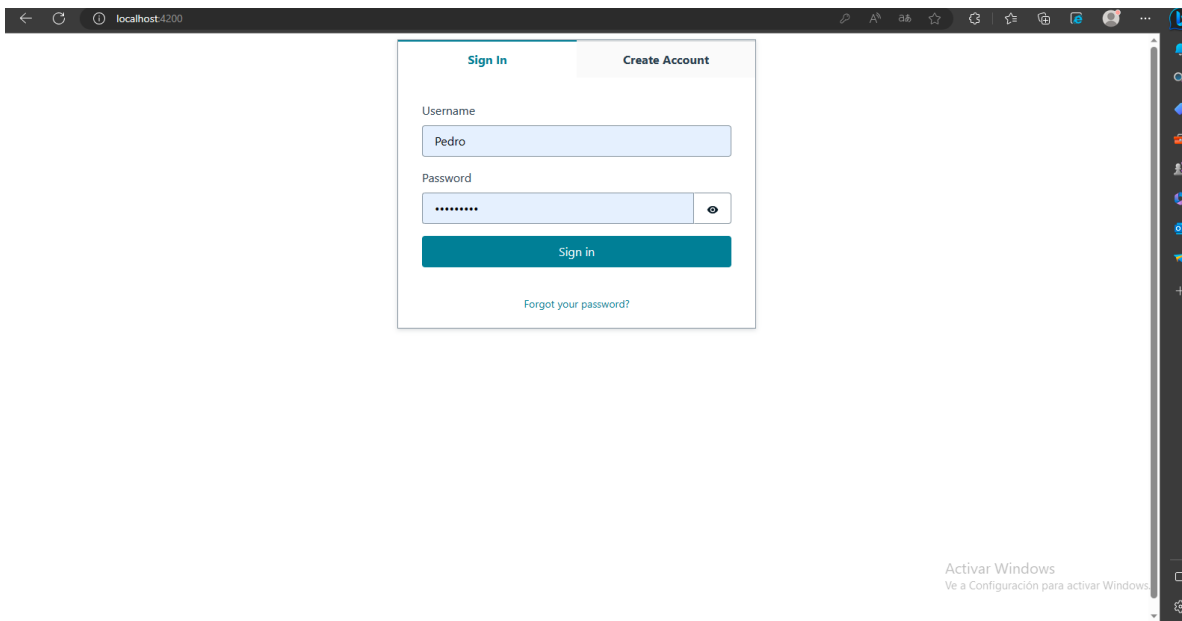 localhost:4200
Sign In
Create Account
Username
Pedro
Password
•••••••••
Sign in
Forgot your password?
Activar Windows
Ve a Configuración para activar Windows.